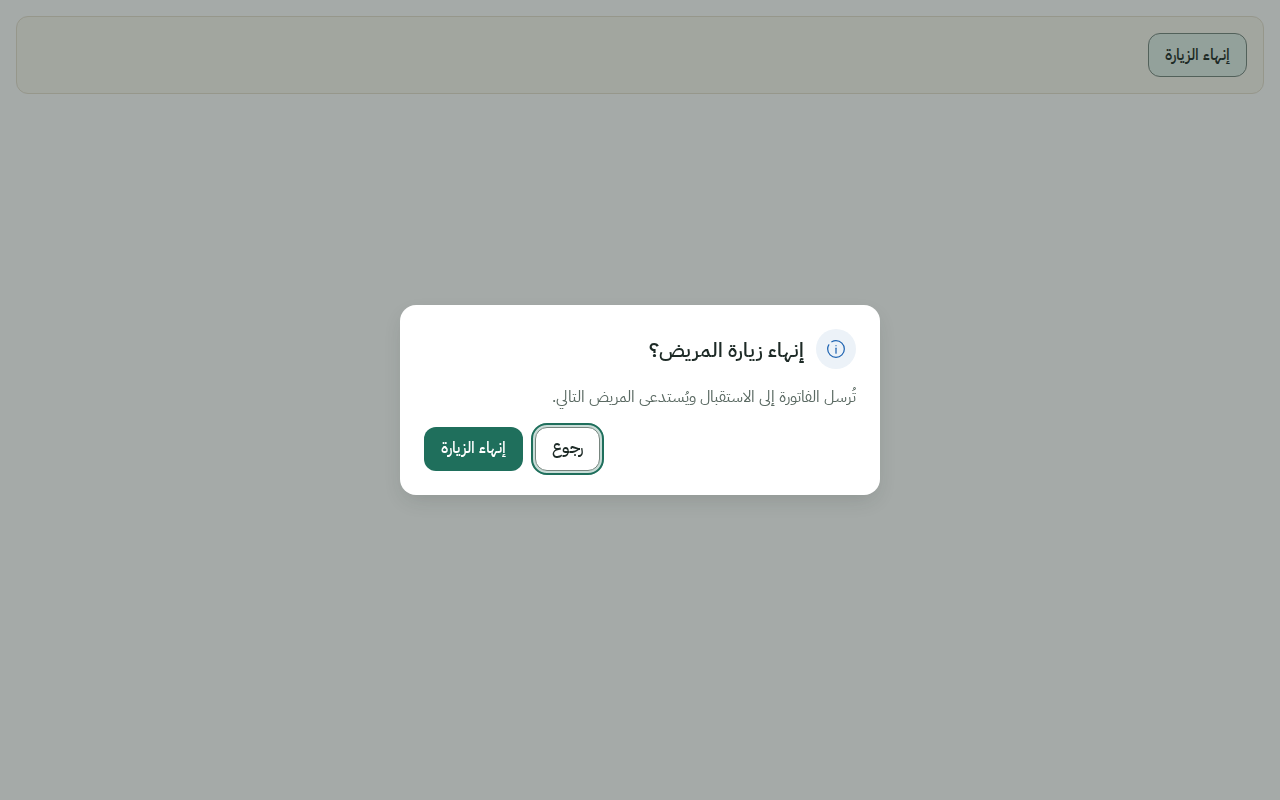 إنهاء الزيارة
إنهاء زيارة المريض؟
تُرسل الفاتورة إلى الاستقبال ويُستدعى المريض التالي.
رجوع
إنهاء الزيارة